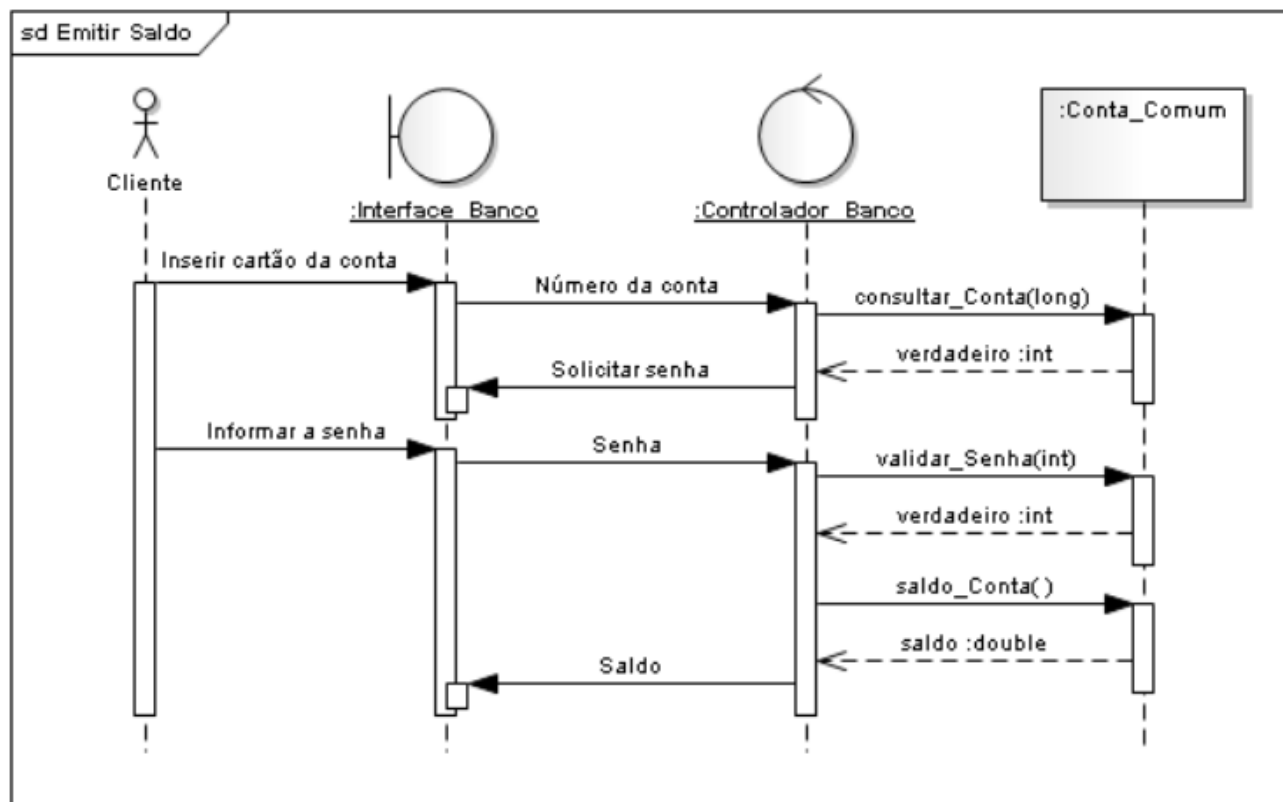 sd Emitir Saldo
Cliente
:Interface_Banco
:Controlador_Banco
:Conta_Comum
Inserir cartão da conta
Número da conta
consultar_Conta(long)
verdadeiro :int
Solicitar senha
Informar a senha
Senha
validar_Senha(int)
verdadeiro :int
saldo_Conta( )
saldo :double
Saldo